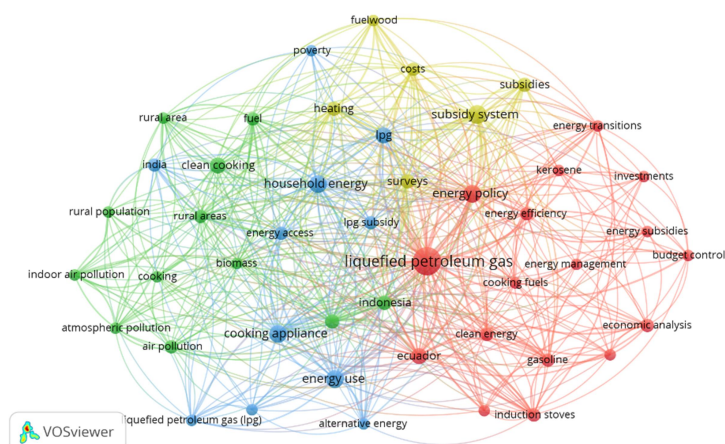 fuelwood
poverty
costs
subsidies
heating
subsidy system
rural area
fuel
energy transitions
lpg
india
clean cooking
kerosene
investments
household energy
surveys
energy policy
rural population
rural areas
lpg subsidy
energy efficiency
energy access
energy subsidies
budget control
biomass
liquefied petroleum gas
energy management
indoor air pollution
cooking
cooking fuels
indonesia
atmospheric pollution
cooking appliance
clean energy
economic analysis
air pollution
ecuador
gasoline
energy use
liquefied petroleum gas (lpg)
alternative energy
induction stoves
VOSviewer